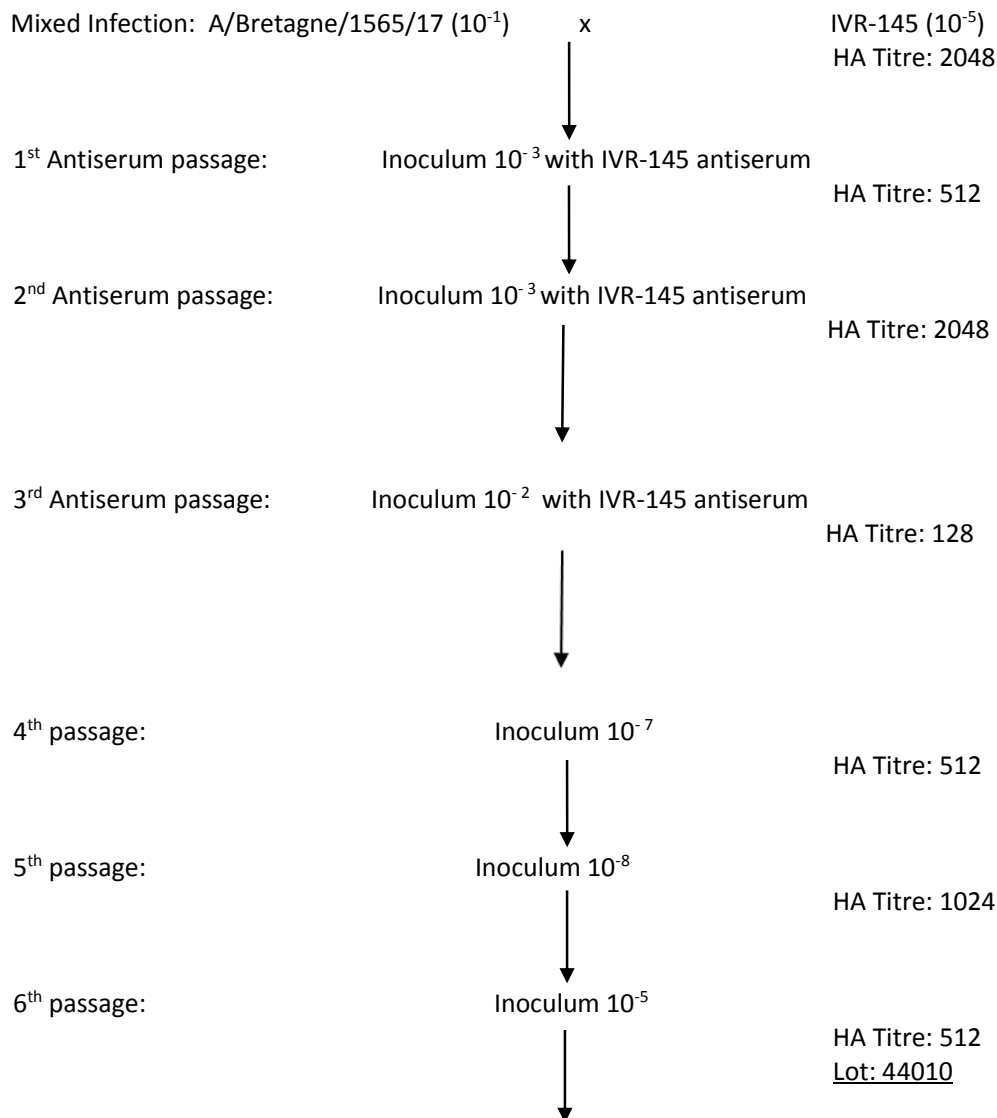 Mixed Infection: A/Bretagne/1565/17 (10⁻¹) x IVR-145 (10⁻⁵)
HA Titre: 2048
1ˢᵗ Antiserum passage: Inoculum 10⁻³ with IVR-145 antiserum
HA Titre: 512
2ⁿᵈ Antiserum passage: Inoculum 10⁻³ with IVR-145 antiserum
HA Titre: 2048
3ʳᵈ Antiserum passage: Inoculum 10⁻² with IVR-145 antiserum
HA Titre: 128
4ᵗʰ passage: Inoculum 10⁻⁷
HA Titre: 512
5ᵗʰ passage: Inoculum 10⁻⁸
HA Titre: 1024
6ᵗʰ passage: Inoculum 10⁻⁵
HA Titre: 512
Lot: 44010